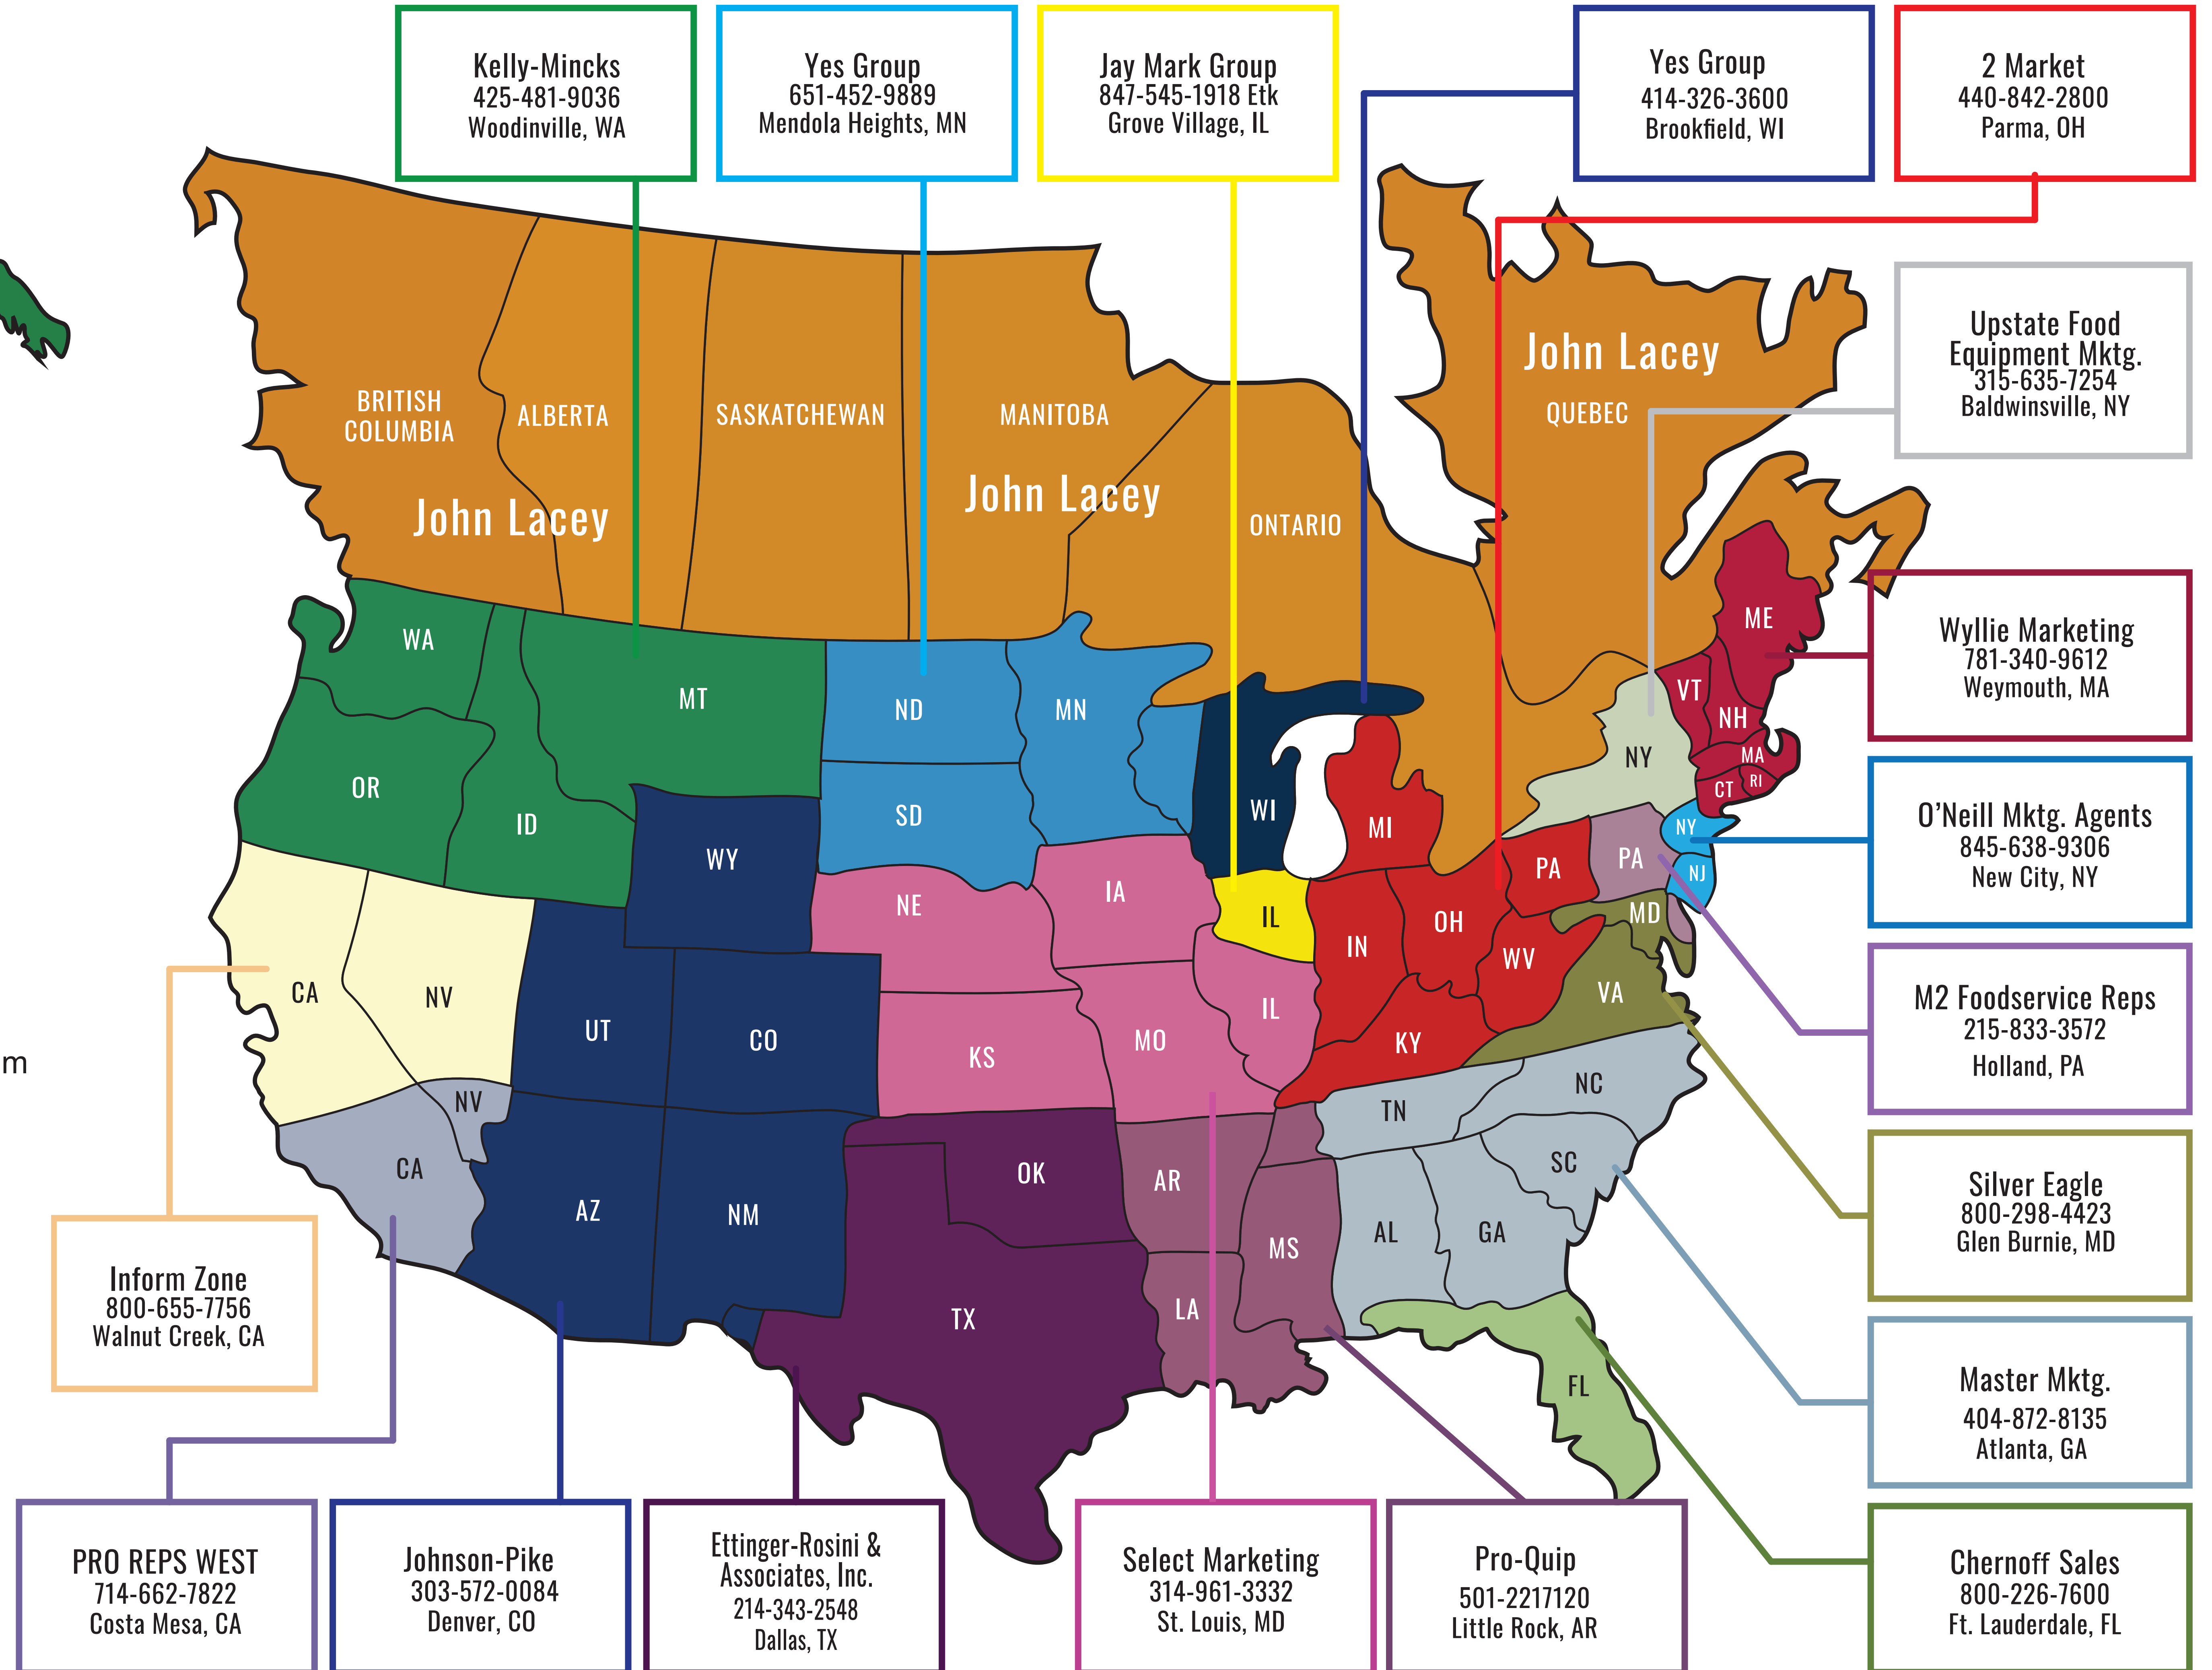 Kelly-Mincks
425-481-9036
Woodinville, WA
Yes Group
651-452-9889
Mendola Heights, MN
Jay Mark Group
847-545-1918 Etk
Grove Village, IL
Yes Group
414-326-3600
Brookfield, WI
2 Market
440-842-2800
Parma, OH
Upstate Food
Equipment Mktg.
315-635-7254
Baldwinsville, NY
John Lacey
QUEBEC
BRITISH
COLUMBIA
ALBERTA
SASKATCHEWAN
MANITOBA
John Lacey
John Lacey
ONTARIO
WA
MT
ND
MN
OR
ID
SD
WY
WI
MI
NY
ME
VT
NH
MA
CT
RI
NY
NJ
PA
PA
MD
NE
IA
IL
IN
OH
WV
VA
CA
NV
UT
CO
KS
MO
IL
KY
NV
CA
AZ
NM
OK
AR
TN
NC
SC
MS
AL
GA
TX
LA
FL
m
Wyllie Marketing
781-340-9612
Weymouth, MA
O'Neill Mktg. Agents
845-638-9306
New City, NY
M2 Foodservice Reps
215-833-3572
Holland, PA
Silver Eagle
800-298-4423
Glen Burnie, MD
Master Mktg.
404-872-8135
Atlanta, GA
Chernoff Sales
800-226-7600
Ft. Lauderdale, FL
Inform Zone
800-655-7756
Walnut Creek, CA
PRO REPS WEST
714-662-7822
Costa Mesa, CA
Johnson-Pike
303-572-0084
Denver, CO
Ettinger-Rosini &
Associates, Inc.
214-343-2548
Dallas, TX
Select Marketing
314-961-3332
St. Louis, MD
Pro-Quip
501-2217120
Little Rock, AR